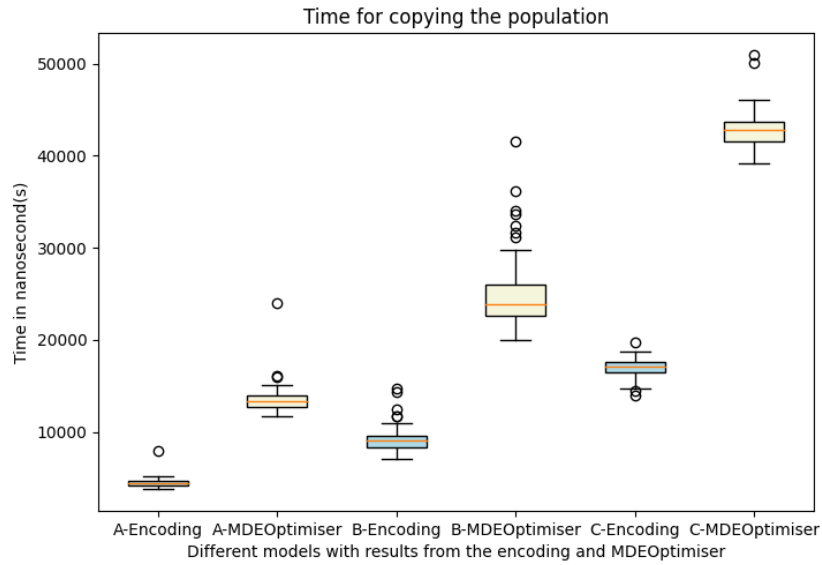 Time for copying the population
50000
40000
30000
20000
10000
Time in nanosecond(s)
A-Encoding A-MDEOptimiser B-Encoding B-MDEOptimiser C-Encoding C-MDEOptimiser
Different models with results from the encoding and MDEOptimiser